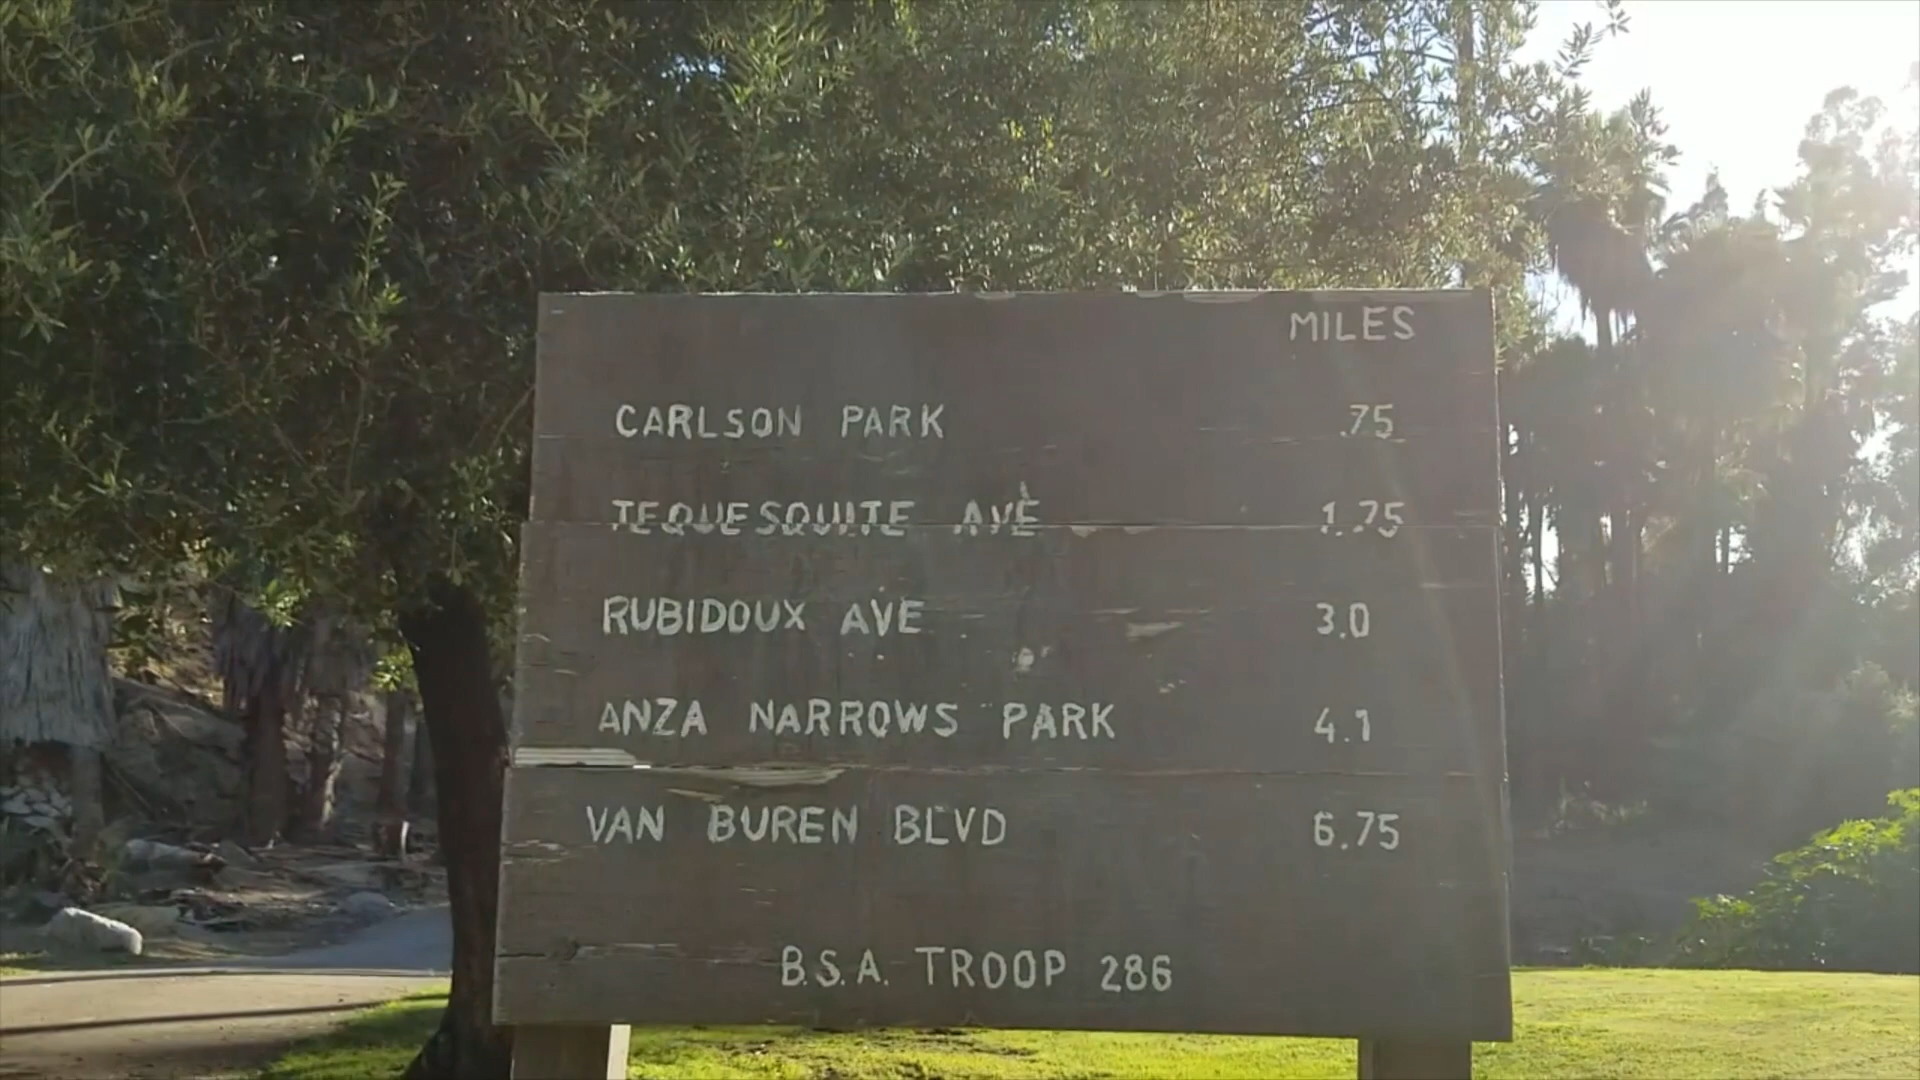 MILES
CARLSON PARK .75
TEQUESQUITE AVE 1.75
RUBIDOUX AVE 3.0
ANZA NARROWS PARK 4.1
VAN BUREN BLVD 6.75
B.S.A. TROOP 286